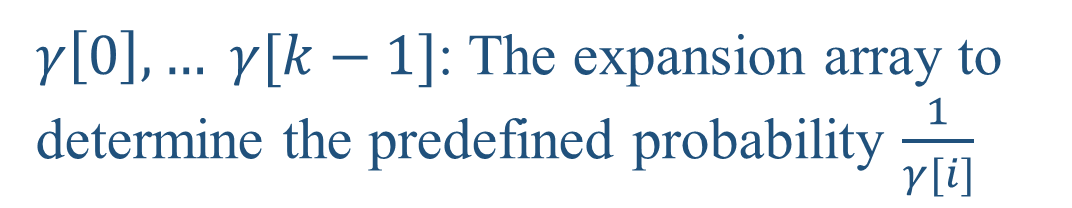 γ[0], … γ[k − 1]: The expansion array to
determine the predefined probability 1/γ[i]